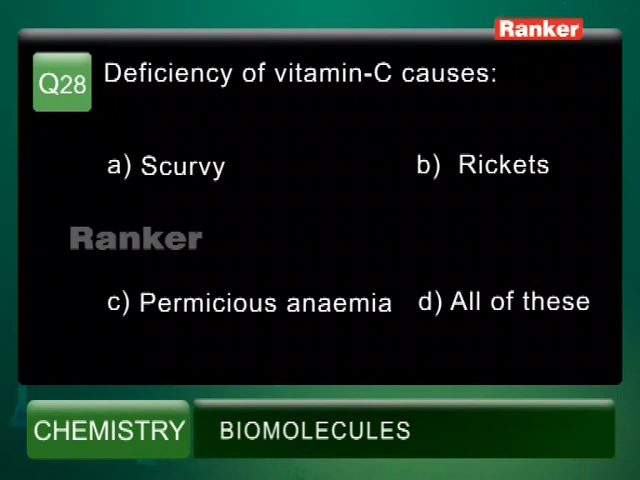 Ranker
Q28 Deficiency of vitamin-C causes:
a) Scurvy b) Rickets
Ranker
c) Permicious anaemia d) All of these
CHEMISTRY BIOMOLECULES